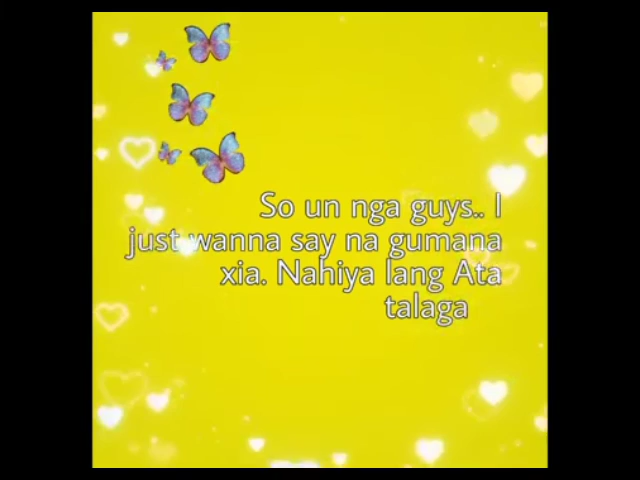 So un nga guys.. I
just wanna say na gumana
xia. Nahiya lang Ata
talaga